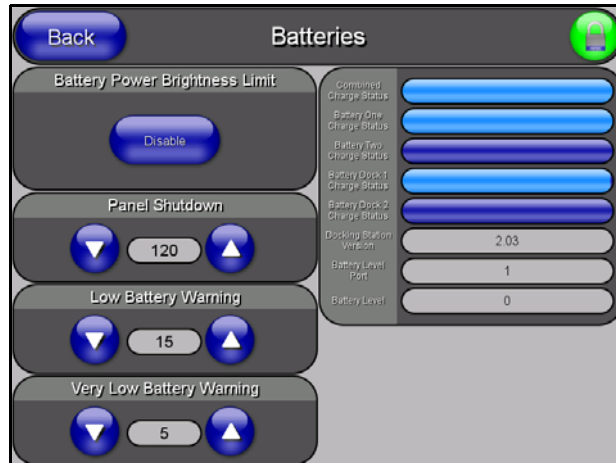 Back
Batteries
Battery Power Brightness Limit
Disable
Panel Shutdown
120
Low Battery Warning
15
Very Low Battery Warning
5
Combined
Charge Status
Battery One
Charge Status
Battery Two
Charge Status
Battery Dock 1
Charge Status
Battery Dock 2
Charge Status
Docking Station
Version
2.03
Battery Level
Port
1
Battery Level
0